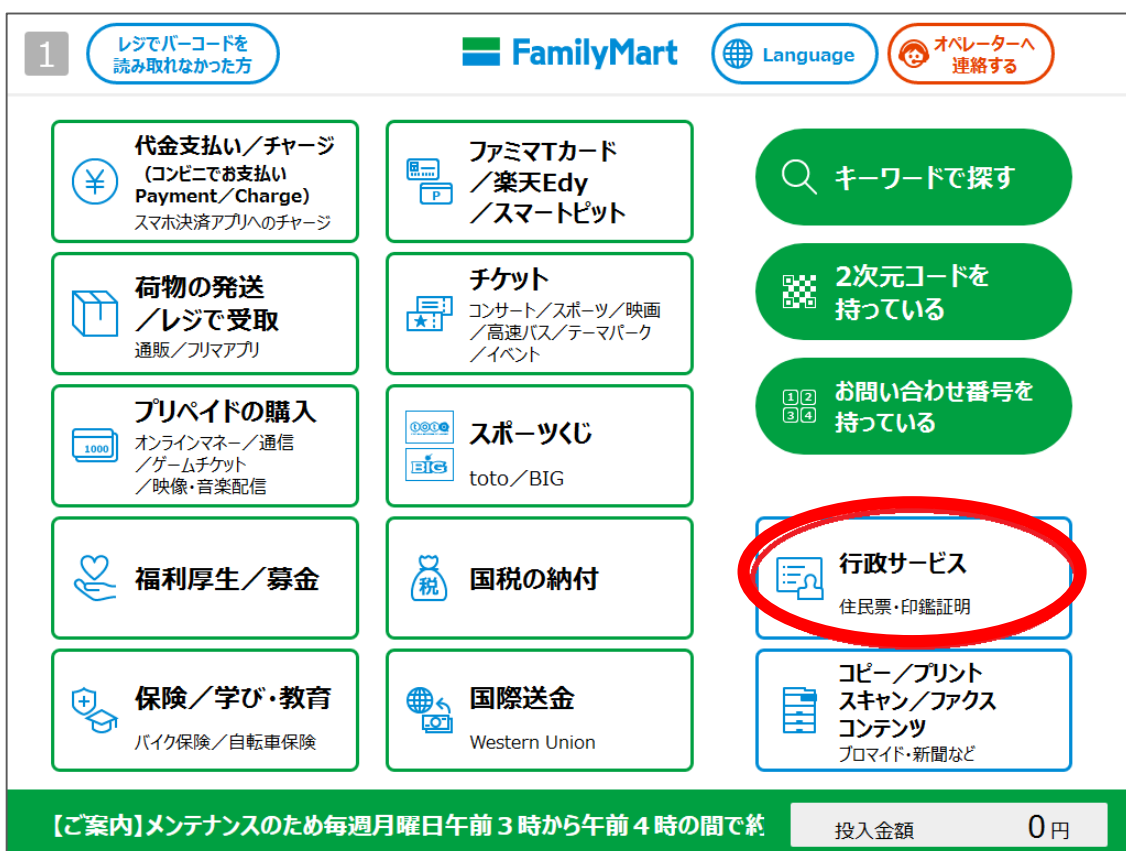 1
レジでバーコードを
読み取れなかった方
FamilyMart
Language
オペレーターへ
連絡する
代金支払い／チャージ
（コンビニでお支払い
Payment／Charge）
スマホ決済アプリへのチャージ
ファミマTカード
／楽天Edy
／スマートピット
P
キーワードで探す
荷物の発送
／レジで受取
通販／フリマアプリ
チケット
コンサート／スポーツ／映画
／高速バス／テーマパーク
／イベント
2次元コードを
持っている
プリペイドの購入
オンラインマネー／通信
／ゲームチケット
／映像・音楽配信
1000
toto
BIG
スポーツくじ
toto／BIG
1 2
3 4
お問い合わせ番号を
持っている
福利厚生／募金
税
国税の納付
行政サービス
住民票・印鑑証明
保険／学び・教育
バイク保険／自転車保険
国際送金
Western Union
コピー／プリント
スキャン／ファクス
コンテンツ
ブロマイド・新聞など
【ご案内】メンテナンスのため毎週月曜日午前３時から午前４時の間で約
投入金額
0円